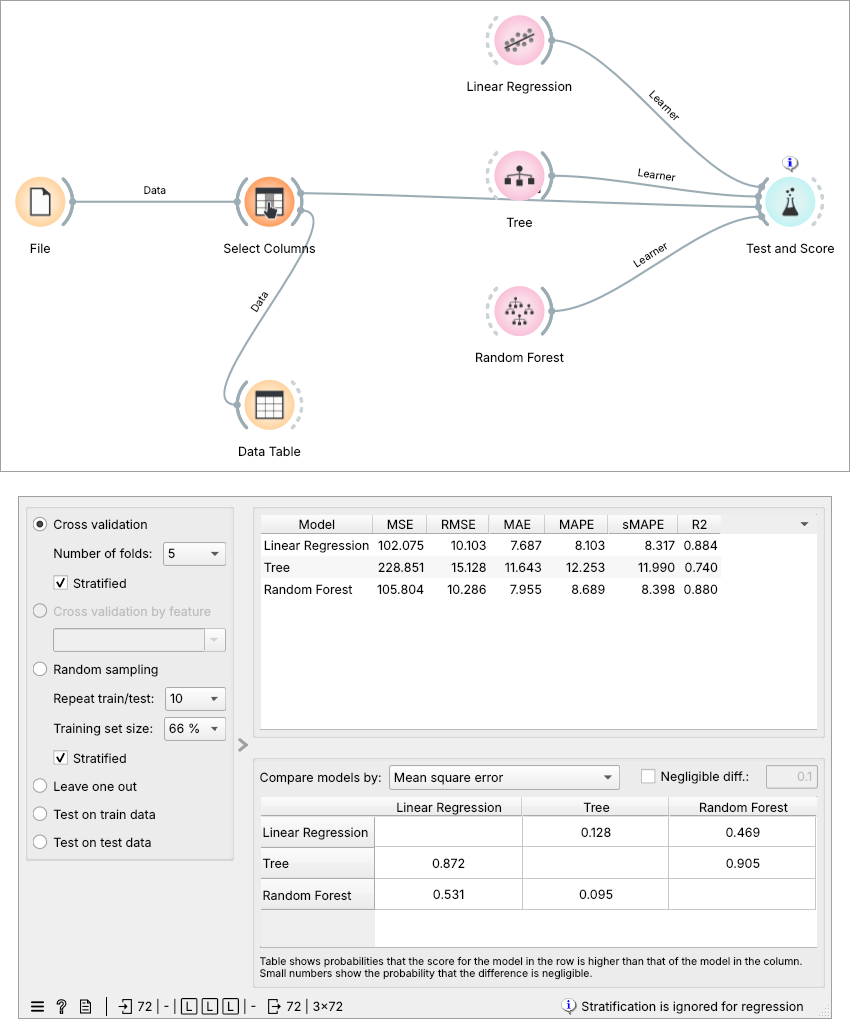 Linear Regression
Learner
Data
Learner
File
Select Columns
Tree
Test and Score
Learner
Data
Random Forest
Data Table
Cross validation
Number of folds: 5
Stratified
Cross validation by feature
Random sampling
Repeat train/test: 10
Training set size: 66 %
Stratified
Leave one out
Test on train data
Test on test data
Model MSE RMSE MAE MAPE sMAPE R2
Linear Regression 102.075 10.103 7.687 8.103 8.317 0.884
Tree 228.851 15.128 11.643 12.253 11.990 0.740
Random Forest 105.804 10.286 7.955 8.689 8.398 0.880
Compare models by: Mean square error Negligible diff.: 0.1
Linear Regression Tree Random Forest
Linear Regression 0.128 0.469
Tree 0.872 0.905
Random Forest 0.531 0.095
Table shows probabilities that the score for the model in the row is higher than that of the model in the column.
Small numbers show the probability that the difference is negligible.
? 72 | - | L L L | - 72 | 3×72 Stratification is ignored for regression